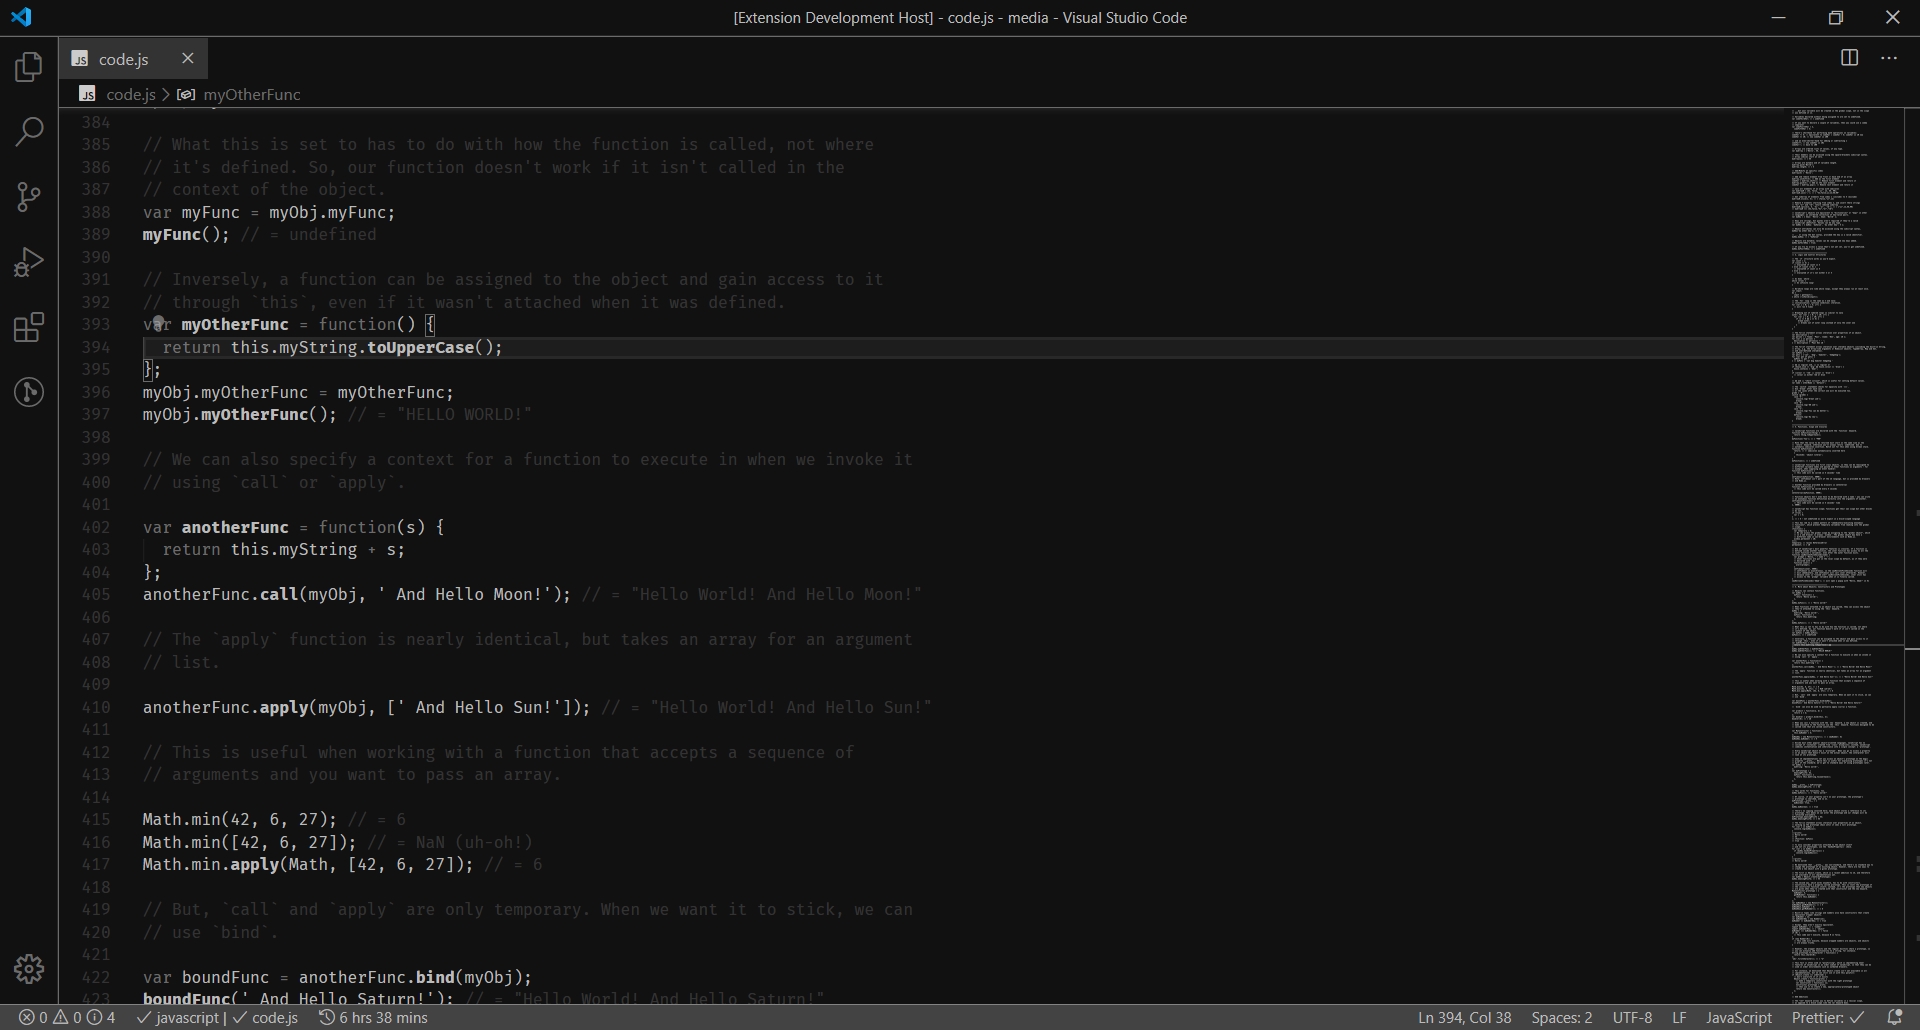 [Extension Development Host] - code.js - media - Visual Studio Code
JS code.js
JS code.js > myOtherFunc
384
385 // What this is set to has to do with how the function is called, not where
386 // it's defined. So, our function doesn't work if it isn't called in the
387 // context of the object.
388 var myFunc = myObj.myFunc;
389 myFunc(); // = undefined
390
391 // Inversely, a function can be assigned to the object and gain access to it
392 // through `this`, even if it wasn't attached when it was defined.
393 var myOtherFunc = function() {
394   return this.myString.toUpperCase();
395 };
396 myObj.myOtherFunc = myOtherFunc;
397 myObj.myOtherFunc(); // = "HELLO WORLD!"
398
399 // We can also specify a context for a function to execute in when we invoke it
400 // using `call` or `apply`.
401
402 var anotherFunc = function(s) {
403   return this.myString + s;
404 };
405 anotherFunc.call(myObj, ' And Hello Moon!'); // = "Hello World! And Hello Moon!"
406
407 // The `apply` function is nearly identical, but takes an array for an argument
408 // list.
409
410 anotherFunc.apply(myObj, [' And Hello Sun!']); // = "Hello World! And Hello Sun!"
411
412 // This is useful when working with a function that accepts a sequence of
413 // arguments and you want to pass an array.
414
415 Math.min(42, 6, 27); // = 6
416 Math.min([42, 6, 27]); // = NaN (uh-oh!)
417 Math.min.apply(Math, [42, 6, 27]); // = 6
418
419 // But, `call` and `apply` are only temporary. When we want it to stick, we can
420 // use `bind`.
421
422 var boundFunc = anotherFunc.bind(myObj);
423 boundFunc(' And Hello Saturn!'); // = "Hello World! And Hello Saturn!"
0 0 4 javascript | code.js 6 hrs 38 mins Ln 394, Col 38 Spaces: 2 UTF-8 LF JavaScript Prettier: